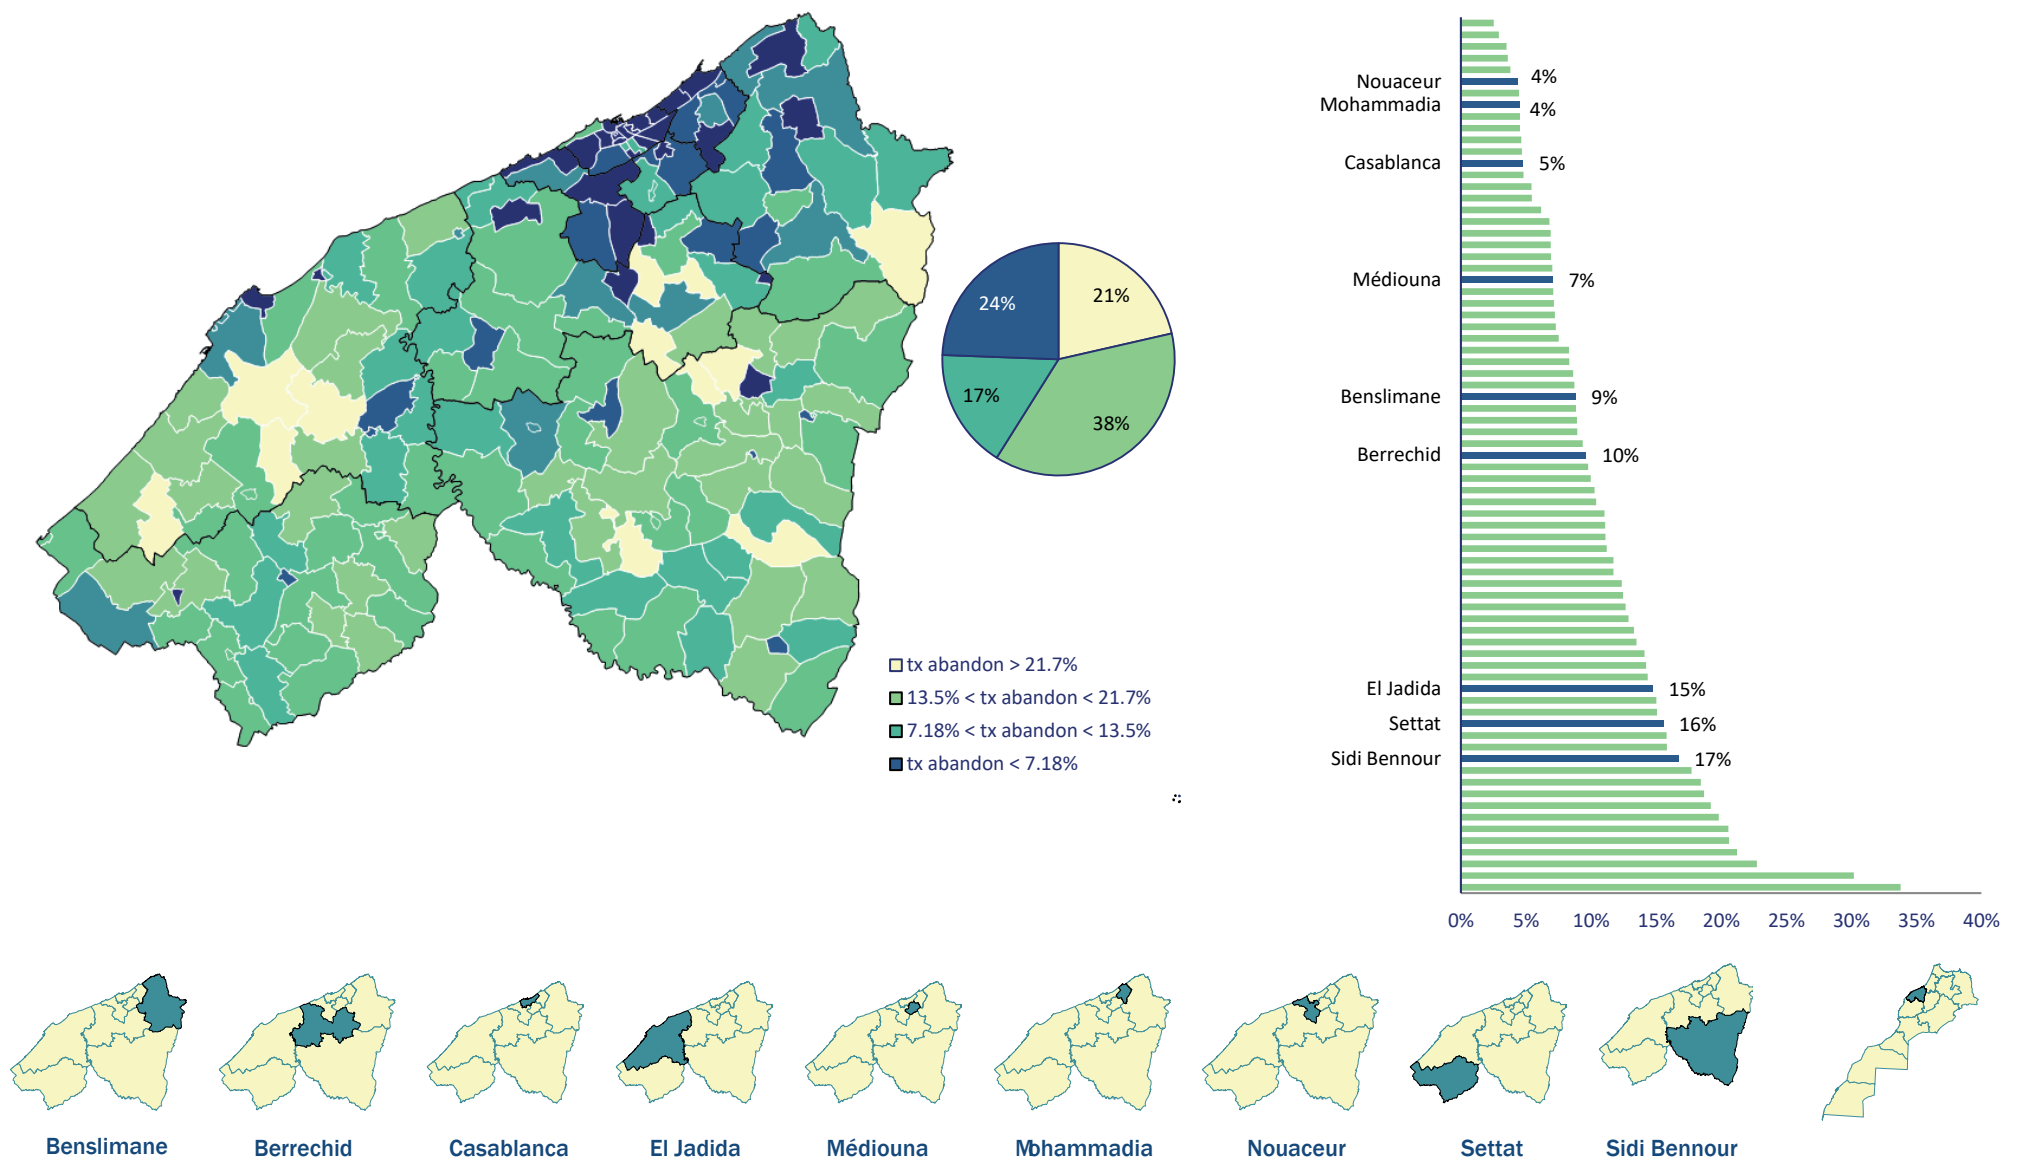 Nouaceur 4%
Mohammadia 4%
Casablanca 5%
Médiouna 7%
Benslimane 9%
Berrechid 10%
El Jadida 15%
Settat 16%
Sidi Bennour 17%
0% 5% 10% 15% 20% 25% 30% 35% 40%
24% 21%
17% 38%
tx abandon > 21.7%
13.5% < tx abandon < 21.7%
7.18% < tx abandon < 13.5%
tx abandon < 7.18%
Benslimane Berrechid Casablanca El Jadida Médiouna Mohammadia Nouaceur Settat Sidi Bennour